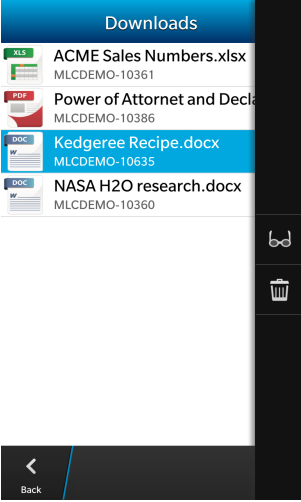 Downloads
XLS
ACME Sales Numbers.xlsx
MLCDEMO-10361
PDF
Power of Attornet and Decla
MLCDEMO-10386
DOC
Kedgeree Recipe.docx
MLCDEMO-10635
DOC
NASA H2O research.docx
MLCDEMO-10360
Back